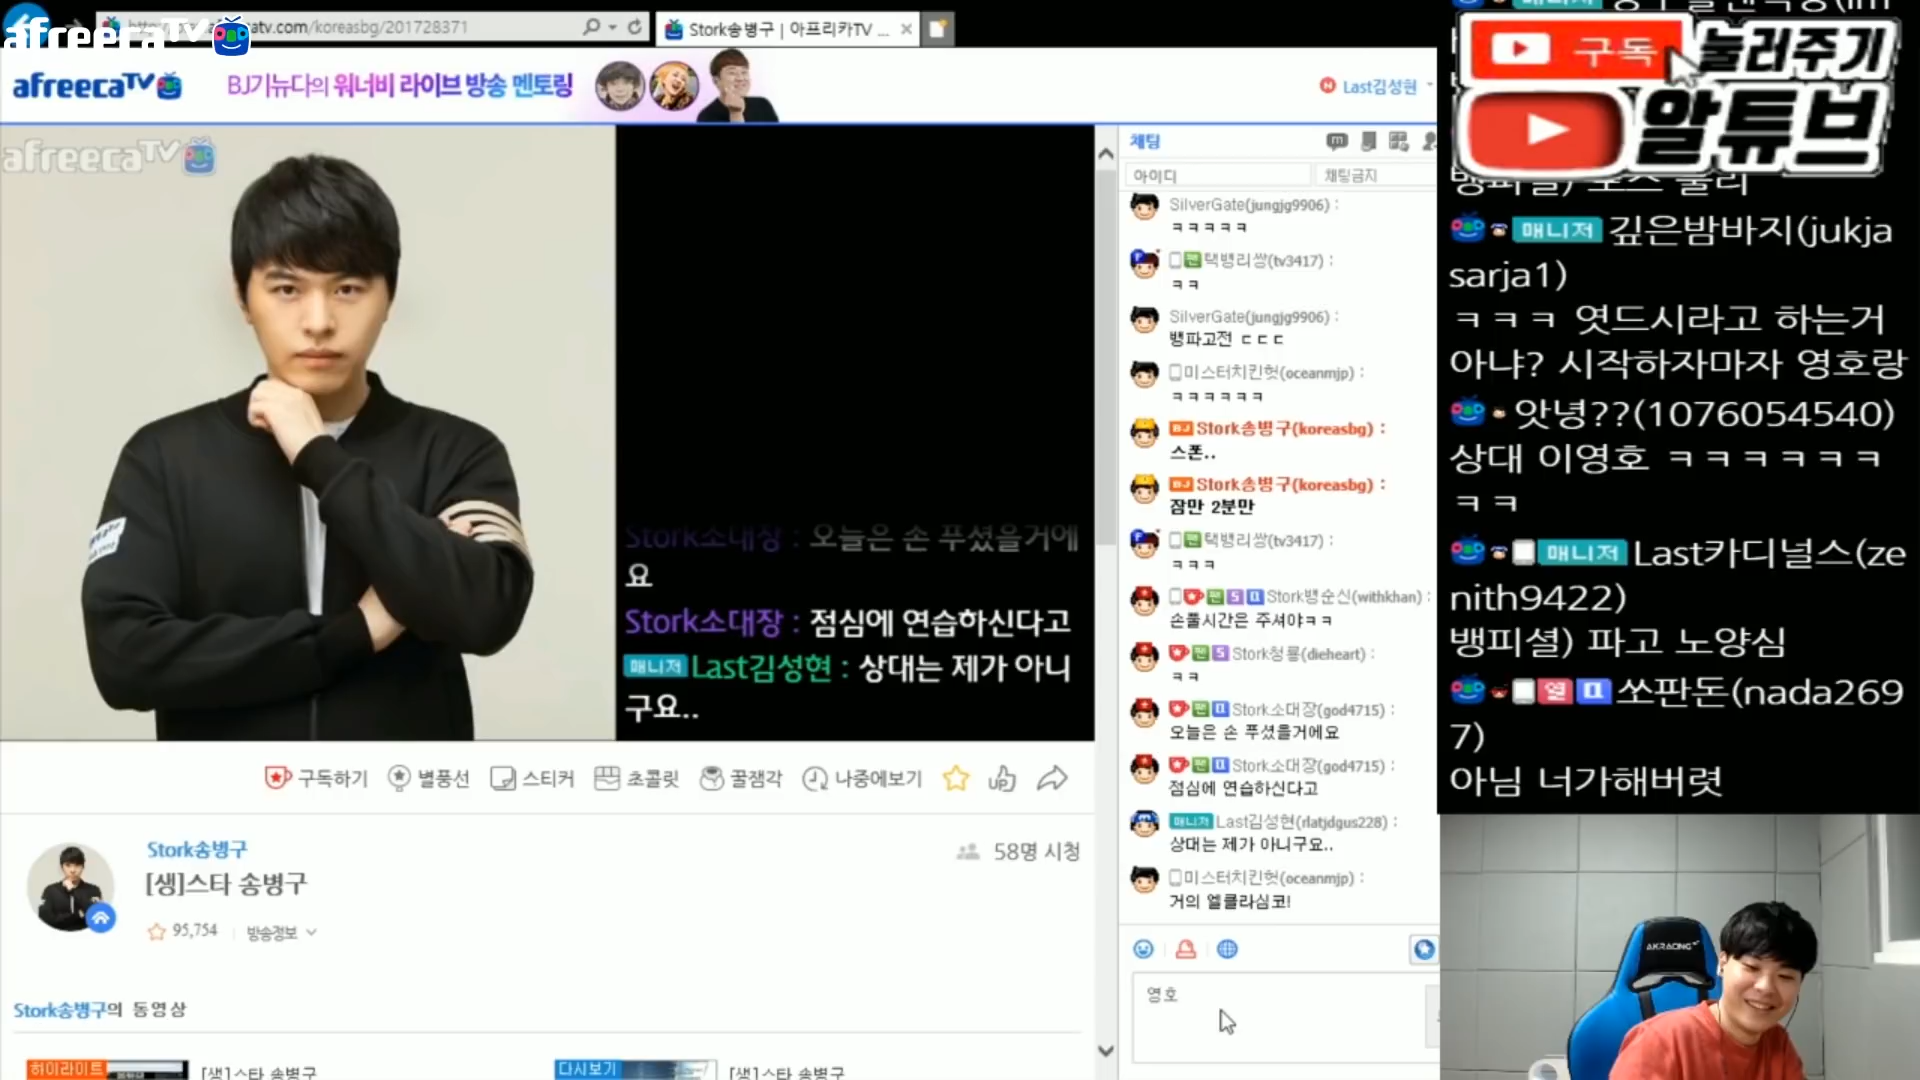 afreecaTV
atv.com/koreasbg/201728371
Stork송병구 | 아프리카TV ...
afreecaTV
BJ기뉴다의 워너비 라이브 방송 멘토링
N Last김성현
afreecaTV
Stork소대장 : 오늘은 손 푸셨을거에
요
Stork소대장 : 점심에 연습하신다고
매니저 Last김성현 : 상대는 제가 아니
구요..
구독하기
별풍선
스티커
초콜릿
꿀잼각
나중에보기
UP
Stork송병구
[생]스타 송병구
58명 시청
95,754
방송정보
Stork송병구의 동영상
하이라이트
[생]스타 송병구
다시보기
[생]스타 송병구
채팅
아이디
채팅금지
SilverGate(jungjg9906) :
ㅋㅋㅋㅋㅋ
팬 택뱅리쌍(tv3417) :
ㅋㅋ
SilverGate(jungjg9906) :
뱅파고전 ㄷㄷㄷ
미스터치킨헛(oceanmjp) :
ㅋㅋㅋㅋㅋㅋ
BJ Stork송병구(koreasbg) :
스폰..
BJ Stork송병구(koreasbg) :
잠만 2분만
팬 택뱅리쌍(tv3417) :
ㅋㅋㅋ
팬 S Stork뱅순신(withkhan) :
손풀시간은 주셔야ㅋㅋ
팬 S Stork청룡(dieheart) :
ㅋㅋ
팬 Stork소대장(god4715) :
오늘은 손 푸셨을거에요
팬 Stork소대장(god4715) :
점심에 연습하신다고
매니저 Last김성현(rlatjdgus228) :
상대는 제가 아니구요..
미스터치킨헛(oceanmjp) :
거의 엘클라심코!
영호
구독 눌러주기
알튜브
매니저 깊은밤바지(jukja
sarja1)
ㅋㅋㅋ 엿드시라고 하는거
아냐? 시작하자마자 영호랑
앗녕??(1076054540)
상대 이영호 ㅋㅋㅋㅋㅋㅋ
ㅋㅋ
매니저 Last카디널스(ze
nith9422)
뱅피셜) 파고 노양심
열 쏘판돈(nada269
7)
아님 너가해버렷
AKRACING